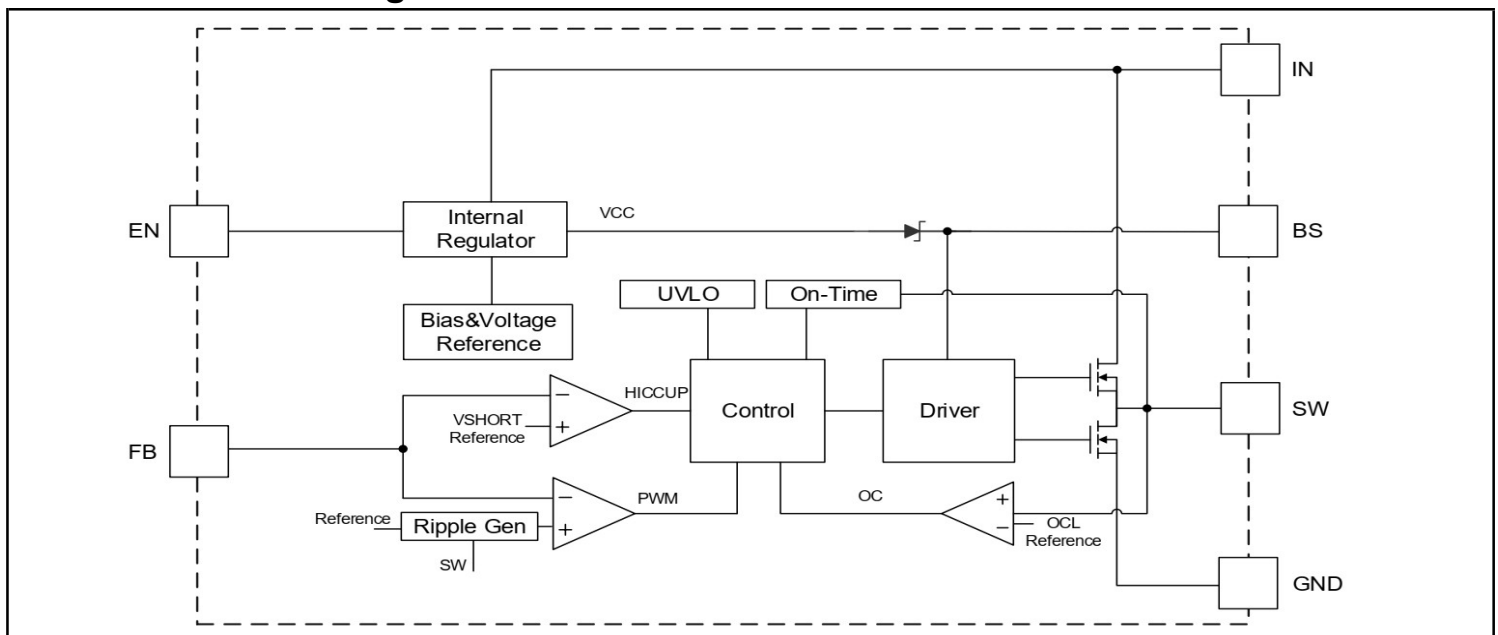 IN
EN
Internal
Regulator
VCC
BS
UVLO
On-Time
Bias&Voltage
Reference
HICCUP
Control
Driver
SW
VSHORT
Reference
FB
PWM
OC
Reference
Ripple Gen
OCL
Reference
SW
GND
−
+
−
+
+
−